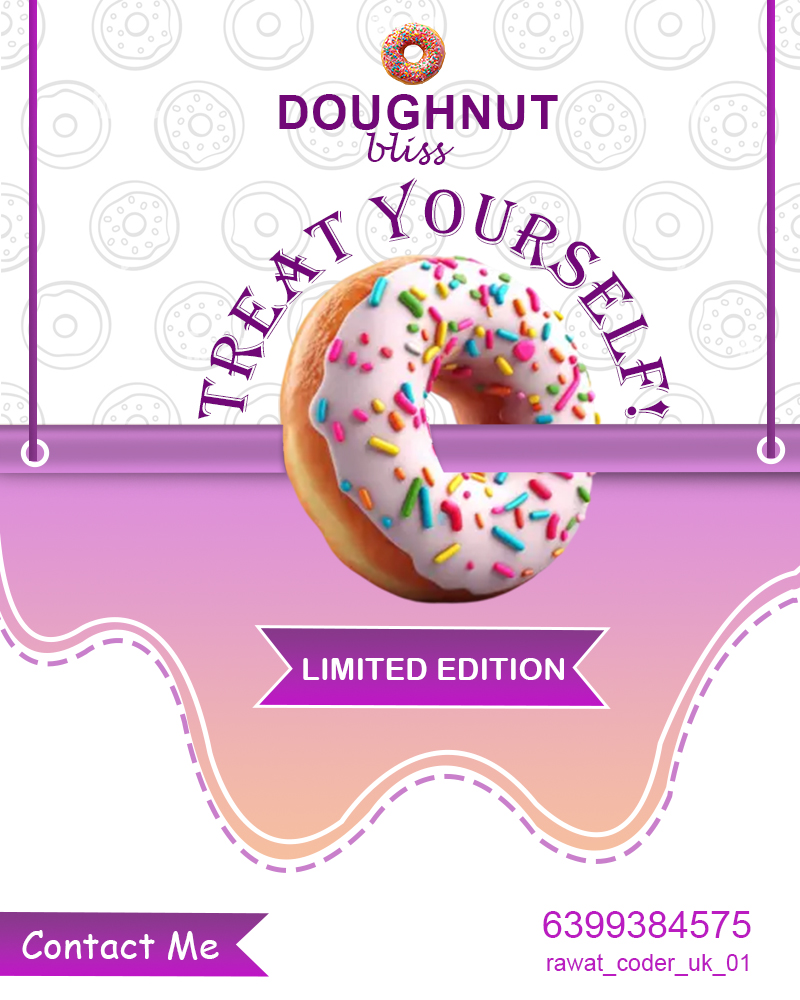 DOUGHNUT
bliss
TREAT YOURSELF!
LIMITED EDITION
Contact Me
6399384575
rawat_coder_uk_01